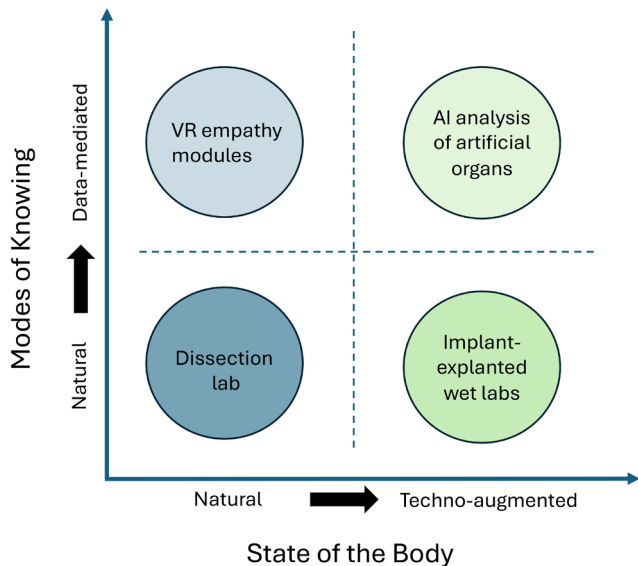 Modes of Knowing
Data-mediated
Natural
VR empathy
modules
AI analysis
of artificial
organs
Dissection
lab
Implant-
explanted
wet labs
Natural
Techno-augmented
State of the Body